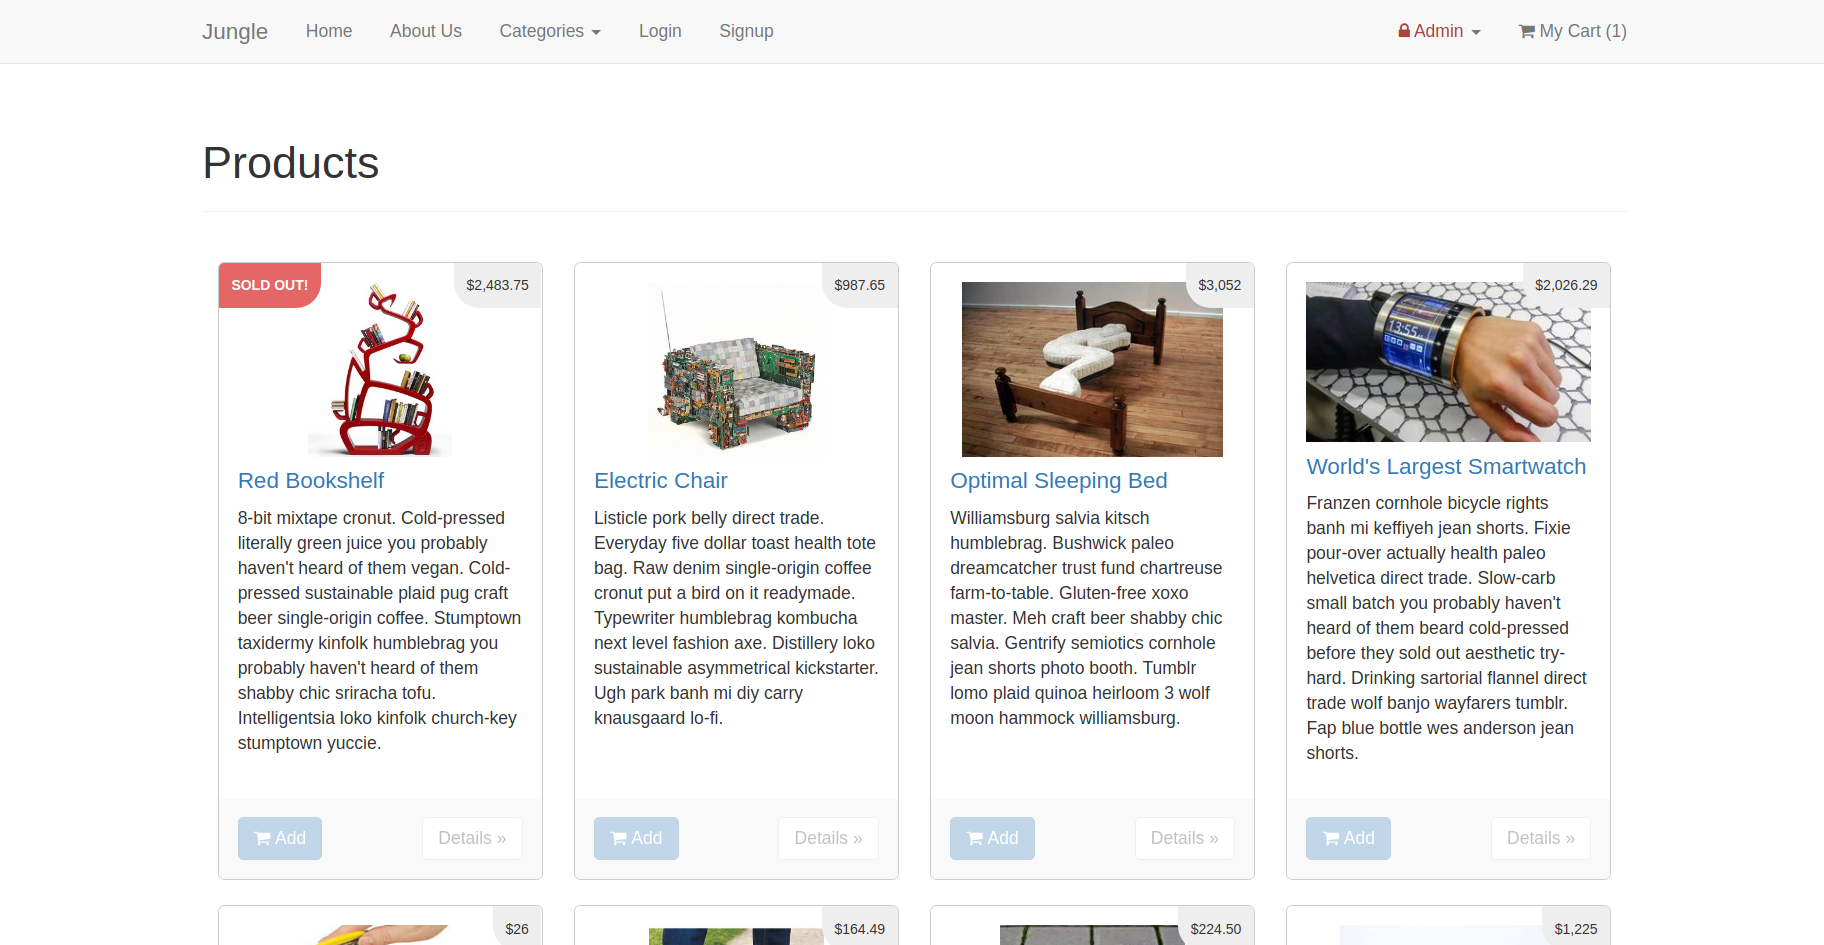 Jungle Home About Us Categories Login Signup Admin My Cart (1)
Products
SOLD OUT!
$2,483.75
Red Bookshelf
8-bit mixtape cronut. Cold-pressed
literally green juice you probably
haven't heard of them vegan. Cold-
pressed sustainable plaid pug craft
beer single-origin coffee. Stumptown
taxidermy kinfolk humblebrag you
probably haven't heard of them
shabby chic sriracha tofu.
Intelligentsia loko kinfolk church-key
stumptown yuccie.
Add Details »
$987.65
Electric Chair
Listicle pork belly direct trade.
Everyday five dollar toast health tote
bag. Raw denim single-origin coffee
cronut put a bird on it readymade.
Typewriter humblebrag kombucha
next level fashion axe. Distillery loko
sustainable asymmetrical kickstarter.
Ugh park banh mi diy carry
knausgaard lo-fi.
Add Details »
$3,052
Optimal Sleeping Bed
Williamsburg salvia kitsch
humblebrag. Bushwick paleo
dreamcatcher trust fund chartreuse
farm-to-table. Gluten-free xoxo
master. Meh craft beer shabby chic
salvia. Gentrify semiotics cornhole
jean shorts photo booth. Tumblr
lomo plaid quinoa heirloom 3 wolf
moon hammock williamsburg.
Add Details »
$2,026.29
13:55
World's Largest Smartwatch
Franzen cornhole bicycle rights
banh mi keffiyeh jean shorts. Fixie
pour-over actually health paleo
helvetica direct trade. Slow-carb
small batch you probably haven't
heard of them beard cold-pressed
before they sold out aesthetic try-
hard. Drinking sartorial flannel direct
trade wolf banjo wayfarers tumblr.
Fap blue bottle wes anderson jean
shorts.
Add Details »
$26
$164.49
$224.50
$1,225